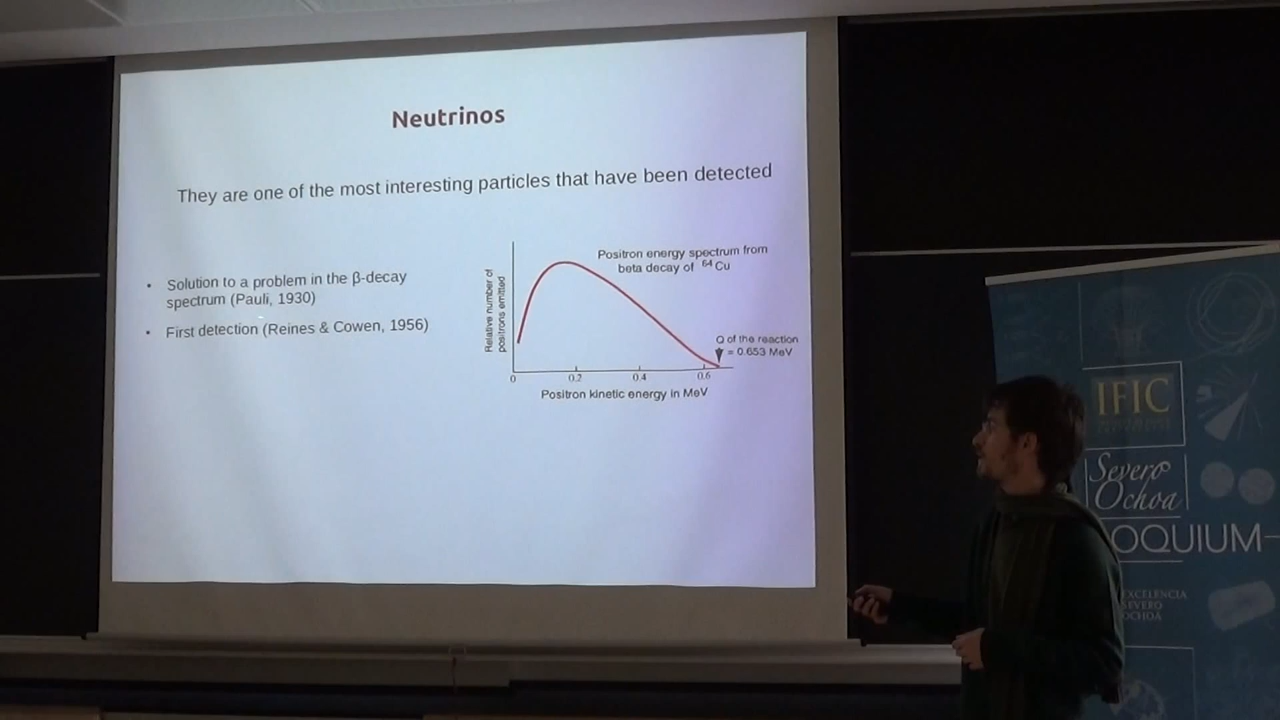 Neutrinos
They are one of the most interesting particles that have been detected
• Solution to a problem in the β-decay
spectrum (Pauli, 1930)
• First detection (Reines & Cowen, 1956)
Relative number of
positrons emitted
Positron energy spectrum from
beta decay of ⁶⁴Cu
Q of the reaction
= 0.653 MeV
0 0.2 0.4 0.6
Positron kinetic energy in MeV
IFIC
Severo
Ochoa
OQUIUM
EXCELENCIA
SEVERO
OCHOA